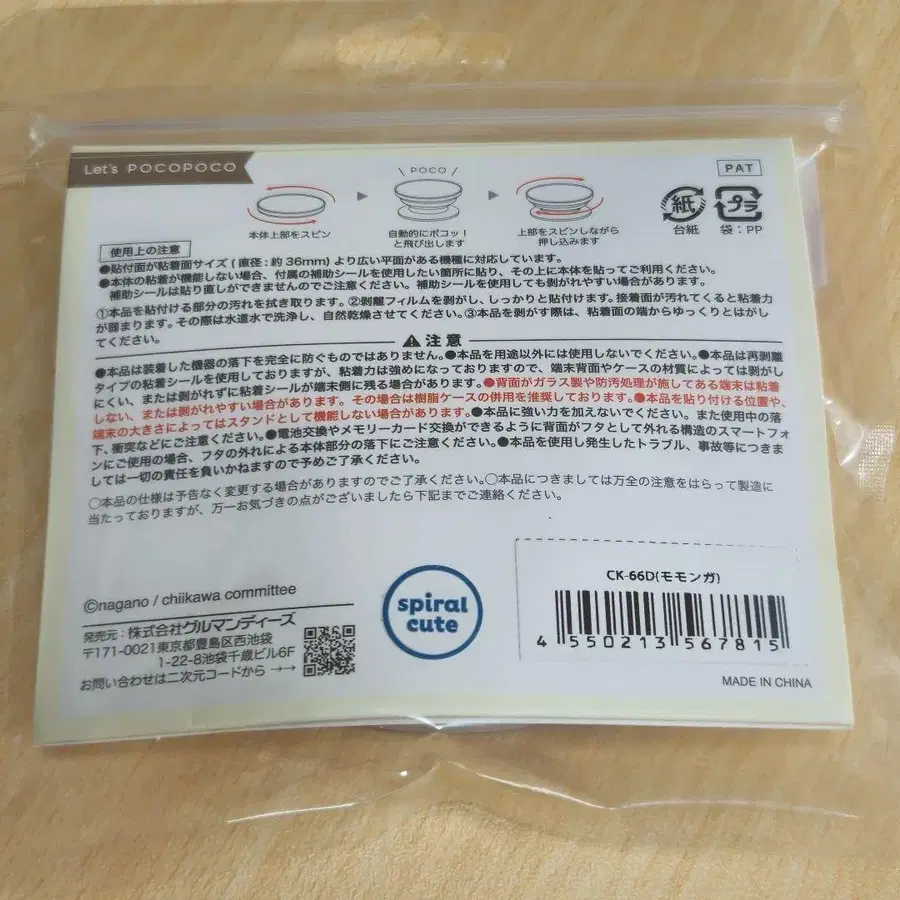 Let's POCOPOCO
\ POCO /
PAT
本体上部をスピン
自動的にポコッ!
と飛び出します
上部をスピンしながら
押し込みます
紙
台紙
プラ
袋:PP
使用上の注意
●貼付面が粘着面サイズ(直径:約36mm)より広い平面がある機種に対応しています。
●本体の粘着が機能しない場合、付属の補助シールを使用したい箇所に貼り、その上に本体を貼ってご利用ください。
補助シールは貼り直しができませんのでご注意ください。補助シールを使用しても剥がれやすい場合があります。
①本品を貼付ける部分の汚れを拭き取ります。②剥離フィルムを剥がし、しっかりと貼付けます。接着面が汚れてくると粘着力
が弱まります。その際は水道水で洗浄し、自然乾燥させてください。③本品を剥がす際は、粘着面の端からゆっくりとはがし
てください。
注意
●本品は装着した機器の落下を完全に防ぐものではありません。●本品を用途以外には使用しないでください。●本品は再剥離
タイプの粘着シールを使用しておりますが、粘着力は強めになっておりますので、端末背面やケースの材質によっては剥がし
にくい、または剥がれずに粘着シールが端末側に残る場合があります。●背面がガラス製や防汚処理が施してある端末は粘着
しない、または剥がれやすい場合があります。その場合は樹脂ケースの併用を推奨しております。●本品を貼り付ける位置や、
端末の大きさによってはスタンドとして機能しない場合があります。●本品に強い力を加えないでください。また使用中の落
下、衝突などにご注意ください。●電池交換やメモリーカード交換ができるように背面がフタとして外れる構造のスマートフォ
ンにご使用の場合、フタの外れによる本体部分の落下にご注意ください。●本品を使用し発生したトラブル、事故等につきま
しては一切の責任を負いかねますので予めご了承ください。
○本品の仕様は予告なく変更する場合がありますのでご了承ください。○本品につきましては万全の注意をはらって製造に
当たっておりますが、万一お気づきの点がございましたら下記までご連絡ください。
©nagano / chiikawa committee
発売元:株式会社グルマンディーズ
〒171-0021東京都豊島区西池袋
1-22-8池袋千歳ビル6F
お問い合わせは二次元コードから →→
spiral
cute
CK-66D(モモンガ)
4 550213 567815
MADE IN CHINA